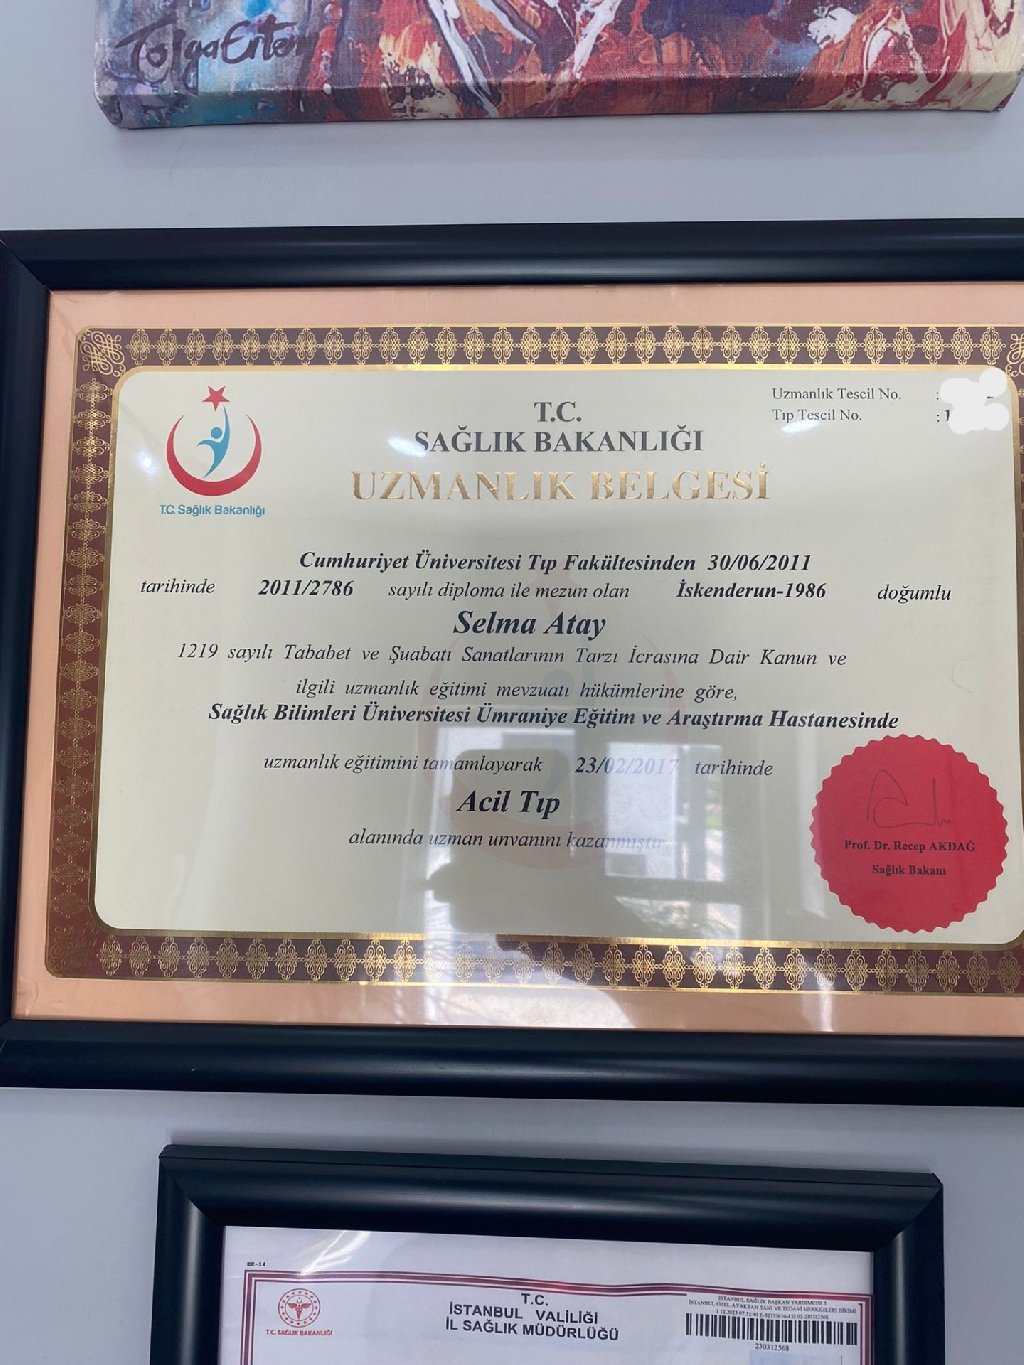 TolgaErten
Uzmanlık Tescil No. :
Tıp Tescil No. : 1
T.C.
SAĞLIK BAKANLIĞI
UZMANLIK BELGESİ
T.C. Sağlık Bakanlığı
Cumhuriyet Üniversitesi Tıp Fakültesinden 30/06/2011
tarihinde 2011/2786 sayılı diploma ile mezun olan İskenderun-1986 doğumlu
Selma Atay
1219 sayılı Tababet ve Şuabatı Sanatlarının Tarzı İcrasına Dair Kanun ve
ilgili uzmanlık eğitimi mevzuatı hükümlerine göre,
Sağlık Bilimleri Üniversitesi Ümraniye Eğitim ve Araştırma Hastanesinde
uzmanlık eğitimini tamamlayarak 23/02/2017 tarihinde
Acil Tıp
alanında uzman unvanını kazanmıştır.
Prof. Dr. Recep AKDAĞ
Sağlık Bakanı
EK-14
T.C.
İSTANBUL VALİLİĞİ
İL SAĞLIK MÜDÜRLÜĞÜ
T.C. SAĞLIK BAKANLIĞI
230312568